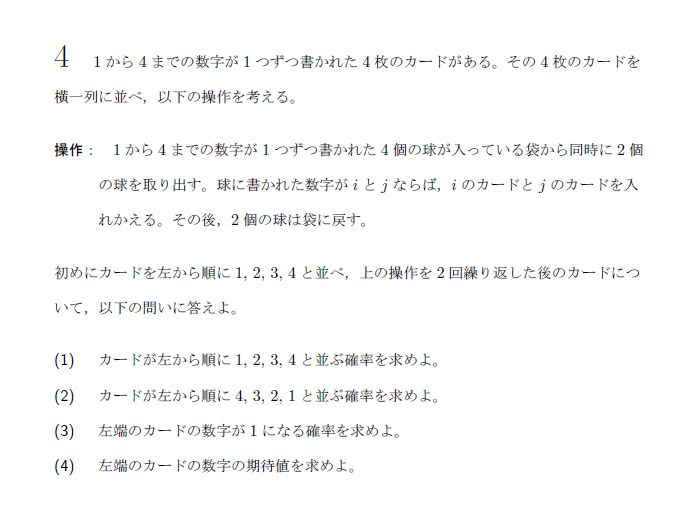 4 1 から 4 までの数字が 1 つずつ書かれた 4 枚のカードがある。その 4 枚のカードを
横一列に並べ，以下の操作を考える。
操作： 1 から 4 までの数字が 1 つずつ書かれた 4 個の球が入っている袋から同時に 2 個
の球を取り出す。球に書かれた数字が i と j ならば，i のカードと j のカードを入
れかえる。その後，2 個の球は袋に戻す。
初めにカードを左から順に 1, 2, 3, 4 と並べ，上の操作を 2 回繰り返した後のカードにつ
いて，以下の問いに答えよ。
(1) カードが左から順に 1, 2, 3, 4 と並ぶ確率を求めよ。
(2) カードが左から順に 4, 3, 2, 1 と並ぶ確率を求めよ。
(3) 左端のカードの数字が 1 になる確率を求めよ。
(4) 左端のカードの数字の期待値を求めよ。